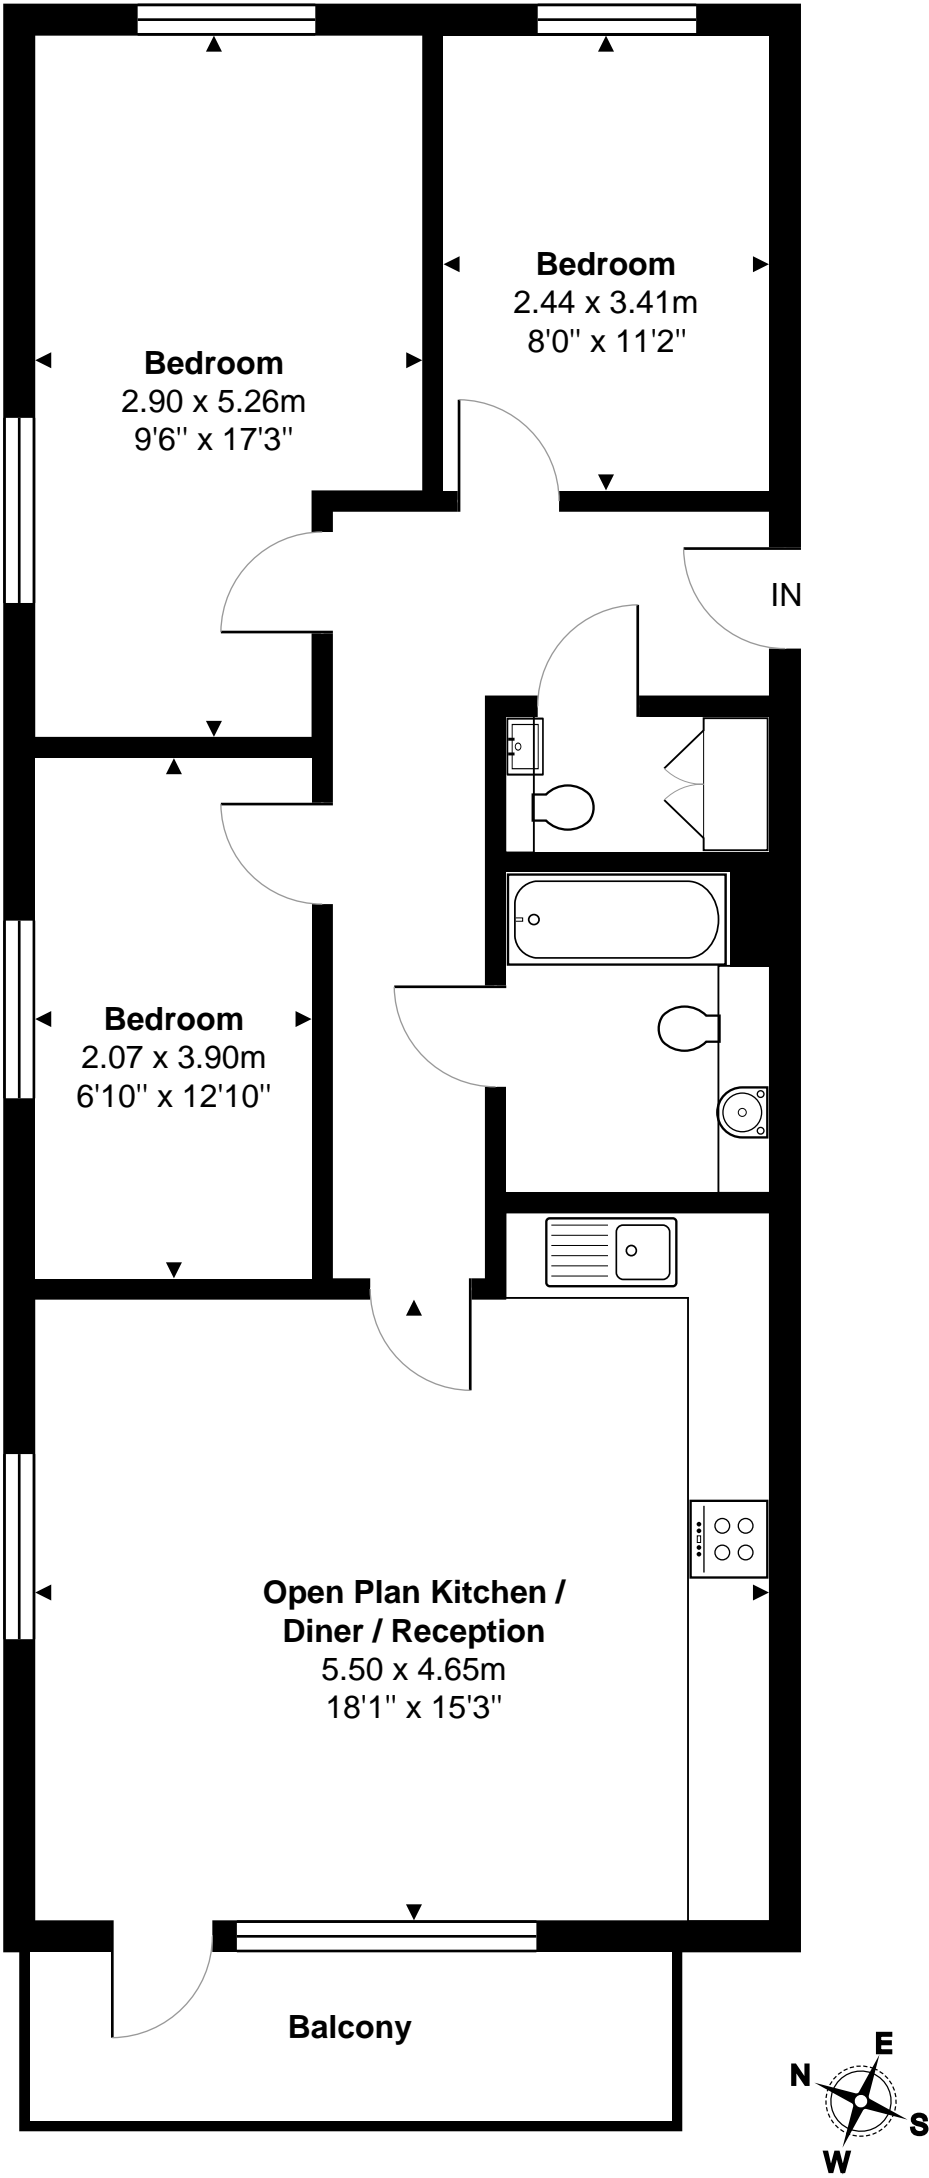 Bedroom
2.44 x 3.41m
8'0" x 11'2"
Bedroom
2.90 x 5.26m
9'6" x 17'3"
IN
Bedroom
2.07 x 3.90m
6'10" x 12'10"
Open Plan Kitchen /
Diner / Reception
5.50 x 4.65m
18'1" x 15'3"
Balcony
E
N
S
W